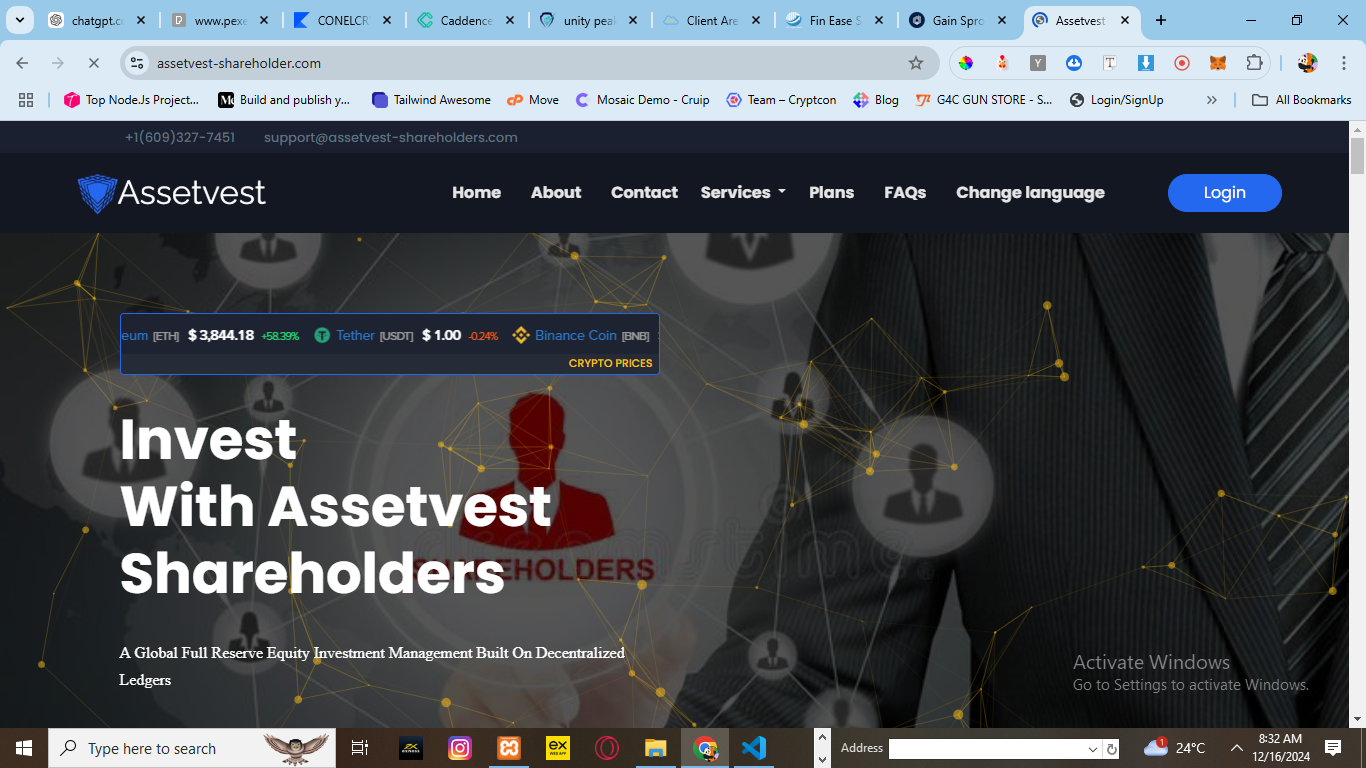 chatgpt.c
www.pexe
CONELCR
Caddence
unity peal
Client Are
Fin Ease S
Gain Spro
Assetvest
assetvest-shareholder.com
Top NodeJs Project...
Build and publish y...
Tailwind Awesome
Move
Mosaic Demo - Cruip
Team – Cryptcon
Blog
G4C GUN STORE - S...
Login/SignUp
»
All Bookmarks
+1(609)327-7451 support@assetvest-shareholders.com
Assetvest
Home About Contact Services Plans FAQs Change language Login
eum [ETH] $ 3,844.18 +58.39% Tether [USDT] $ 1.00 -0.24% Binance Coin [BNB]
CRYPTO PRICES
Invest
With Assetvest
Shareholders
SHAREHOLDERS
dreamstime.
A Global Full Reserve Equity Investment Management Built On Decentralized
Ledgers
Activate Windows
Go to Settings to activate Windows.
Type here to search
Address
1
24°C
8:32 AM
12/16/2024